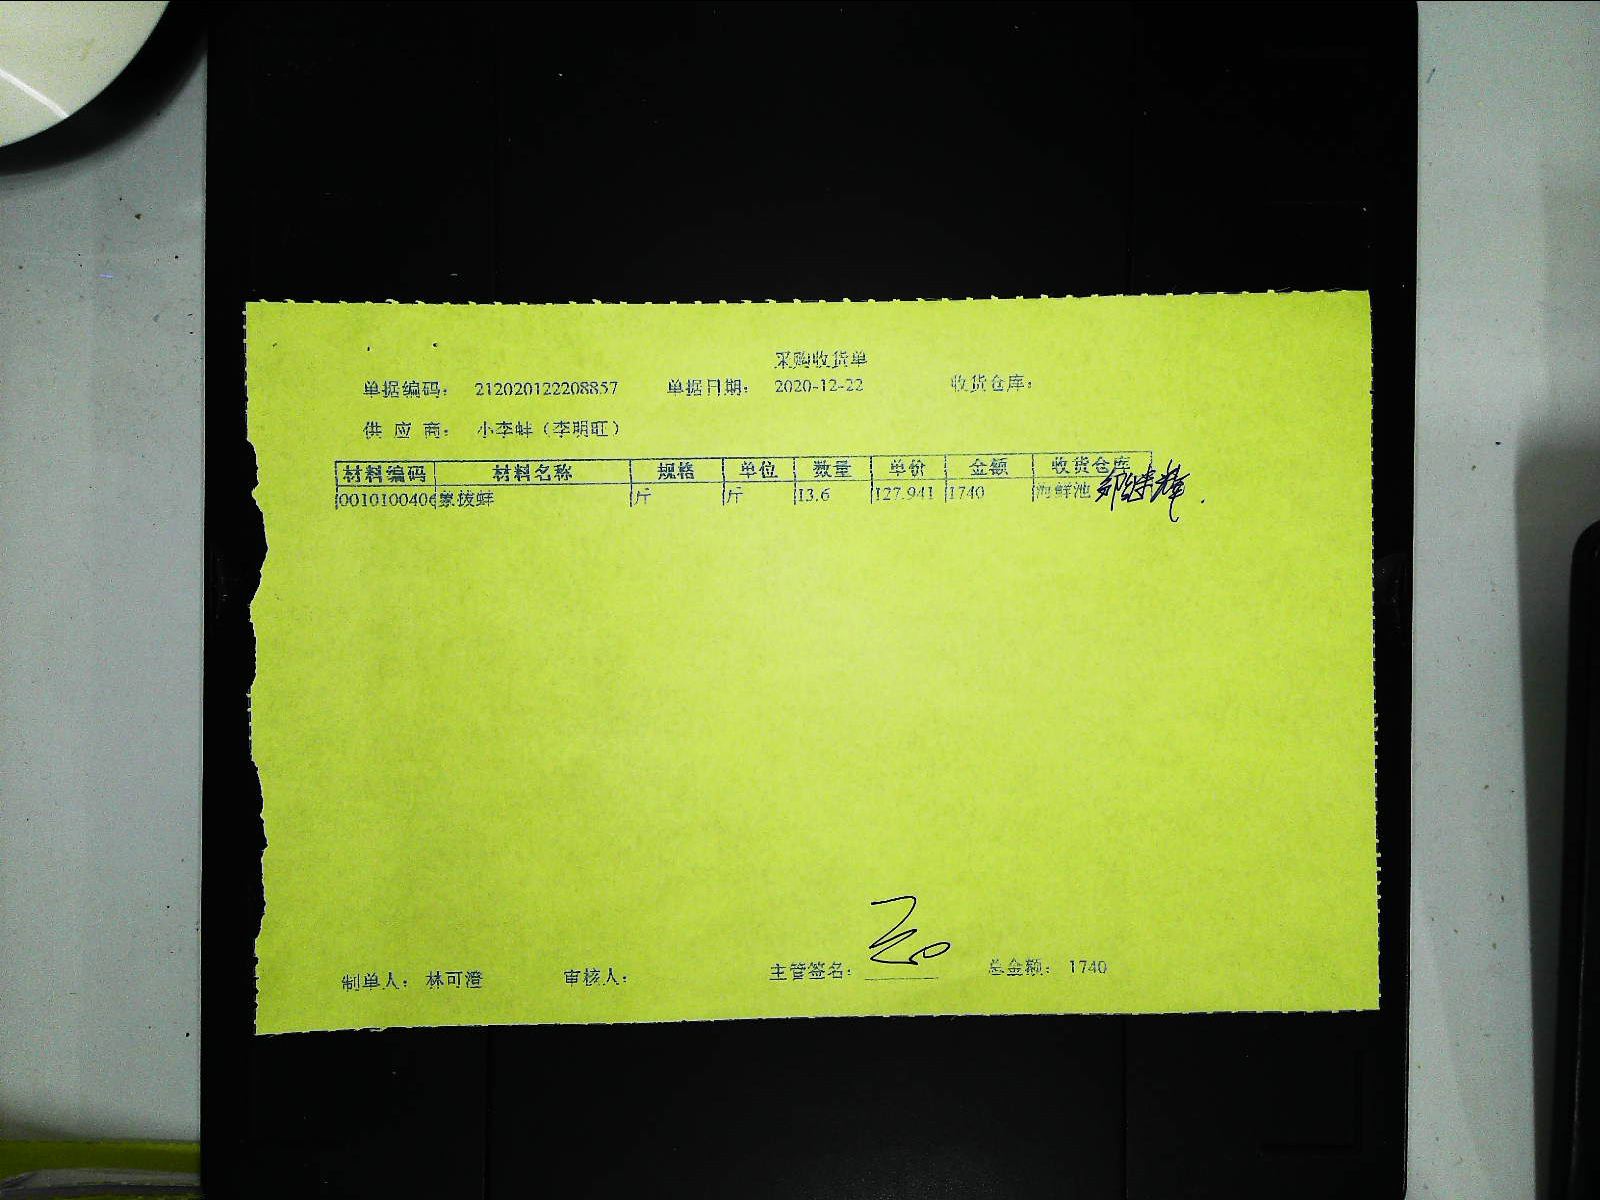 采购收货单
单据编码： 212020122208857 单据日期： 2020-12-22 收货仓库：
供 应 商： 小李蚌（李明旺）
材料编码 材料名称 规格 单位 数量 单价 金额 收货仓库
0010100406 象拔蚌 斤 斤 13.6 127.941 1740 海鲜池
制单人： 林可澄 审核人： 主管签名： 总金额： 1740